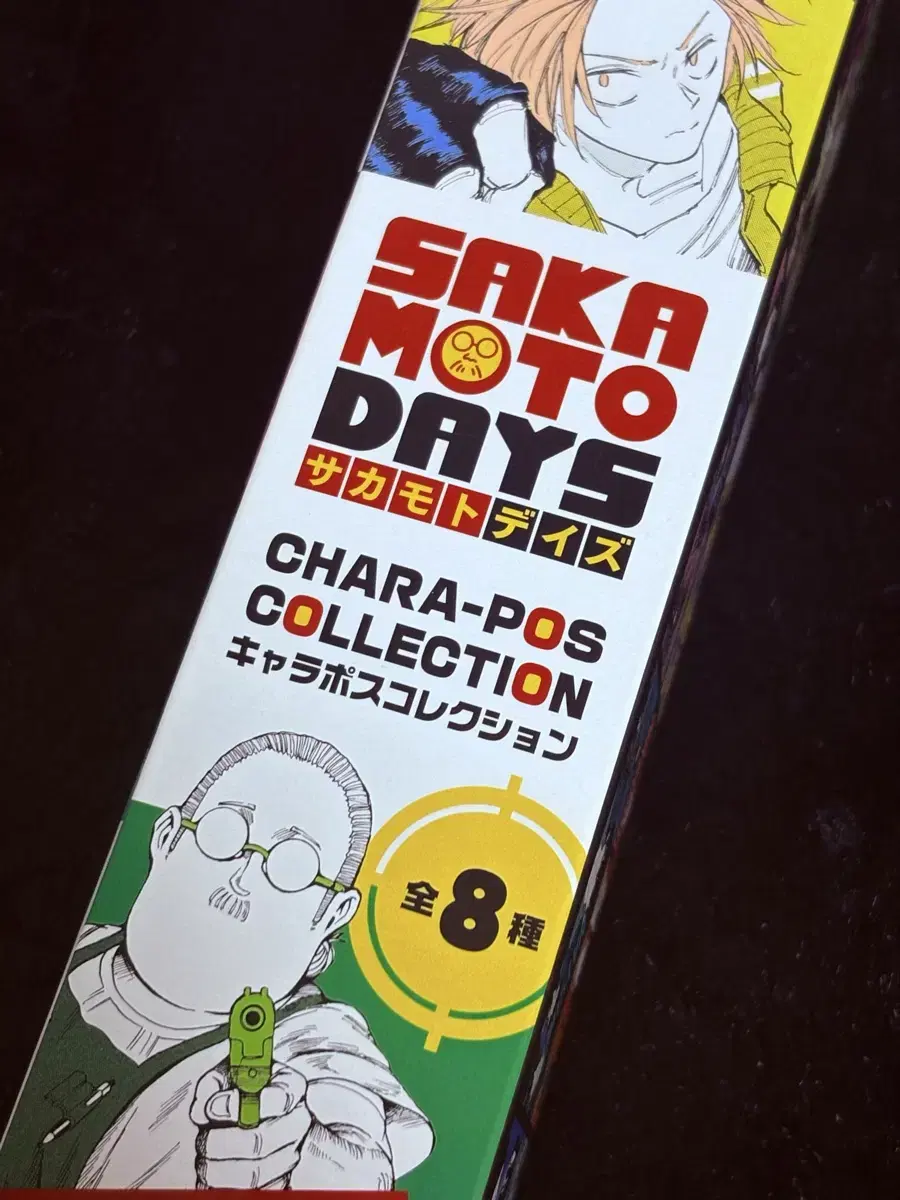 SAKA
MOTO
DAYS
サカモトデイズ
CHARA-POS
COLLECTION
キャラポスコレクション
全8種